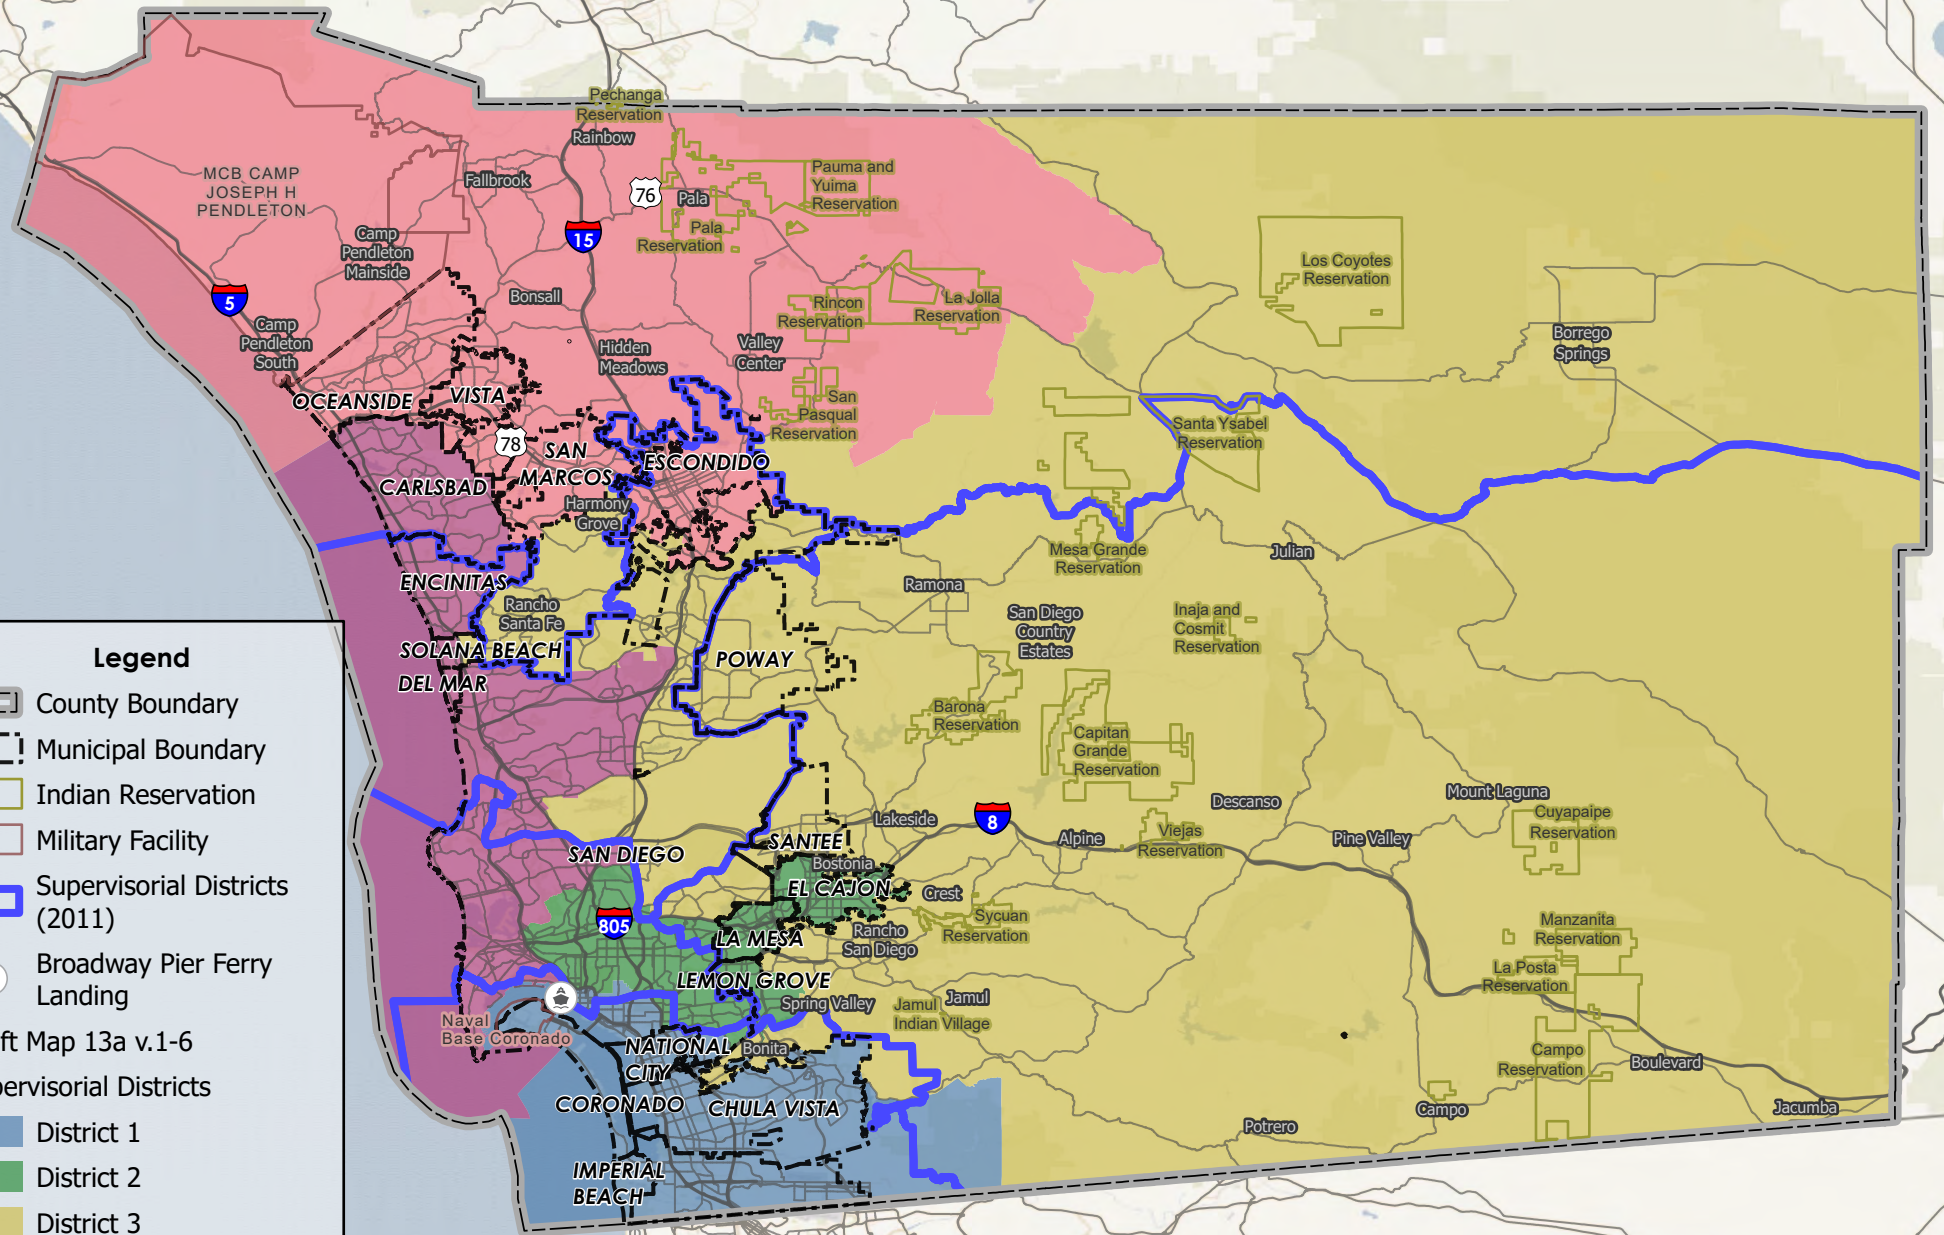 Pechanga
Reservation
Rainbow
MCB CAMP
JOSEPH H
PENDLETON
Fallbrook
76
Pala
Pauma and
Yuima
Reservation
Pala
Reservation
15
Camp
Pendleton
Mainside
Los Coyotes
Reservation
5
Bonsall
Rincon
Reservation
La Jolla
Reservation
Camp
Pendleton
South
Hidden
Meadows
Valley
Center
Borrego
Springs
OCEANSIDE
VISTA
San
Pasqual
Reservation
Santa Ysabel
Reservation
78
SAN
MARCOS
ESCONDIDO
CARLSBAD
Harmony
Grove
Mesa Grande
Reservation
Julian
ENCINITAS
Ramona
Rancho
Santa Fe
San Diego
Country
Estates
Inaja and
Cosmit
Reservation
SOLANA BEACH
POWAY
DEL MAR
Barona
Reservation
Capitan
Grande
Reservation
Mount Laguna
Descanso
Cuyapaipe
Reservation
Lakeside
8
Alpine
Viejas
Reservation
Pine Valley
SAN DIEGO
SANTEE
Bostonia
EL CAJON
Crest
805
Sycuan
Reservation
LA MESA
Rancho
San Diego
Manzanita
Reservation
LEMON GROVE
La Posta
Reservation
Spring Valley
Jamul
Jamul
Indian Village
Naval
Base Coronado
NATIONAL
CITY
Bonita
Campo
Reservation
Boulevard
CORONADO
CHULA VISTA
Campo
Jacumba
Potrero
IMPERIAL
BEACH
Legend
County Boundary
Municipal Boundary
Indian Reservation
Military Facility
Supervisorial Districts
(2011)
Broadway Pier Ferry
Landing
ft Map 13a v.1-6
pervisorial Districts
District 1
District 2
District 3